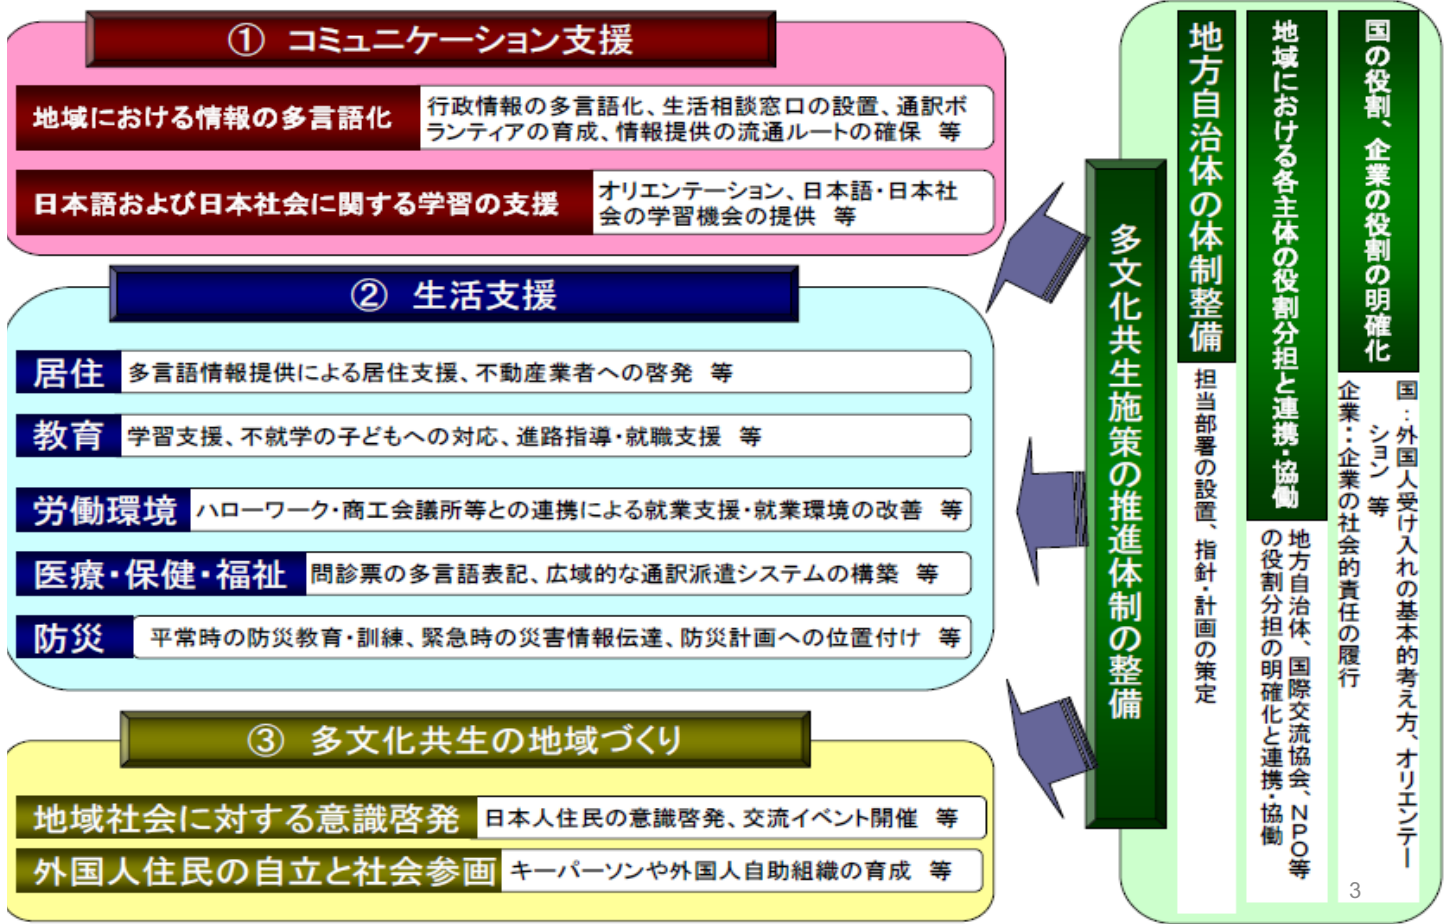 ① コミュニケーション支援
地域における情報の多言語化
行政情報の多言語化、生活相談窓口の設置、通訳ボ
ランティアの育成、情報提供の流通ルートの確保 等
日本語および日本社会に関する学習の支援
オリエンテーション、日本語・日本社
会の学習機会の提供 等
② 生活支援
居住
多言語情報提供による居住支援、不動産業者への啓発 等
教育
学習支援、不就学の子どもへの対応、進路指導・就職支援 等
労働環境
ハローワーク・商工会議所等との連携による就業支援・就業環境の改善 等
医療・保健・福祉
問診票の多言語表記、広域的な通訳派遣システムの構築 等
防災
平常時の防災教育・訓練、緊急時の災害情報伝達、防災計画への位置付け 等
③ 多文化共生の地域づくり
地域社会に対する意識啓発
日本人住民の意識啓発、交流イベント開催 等
外国人住民の自立と社会参画
キーパーソンや外国人自助組織の育成 等
多文化共生施策の推進体制の整備
地方自治体の体制整備
担当部署の設置、指針・計画の策定
地域における各主体の役割分担と連携・協働
地方自治体、国際交流協会、NPO等
の役割分担の明確化と連携・協働
国の役割、企業の役割の明確化
国:外国人受け入れの基本的考え方、オリエンテー
ション 等
企業:企業の社会的責任の履行
3